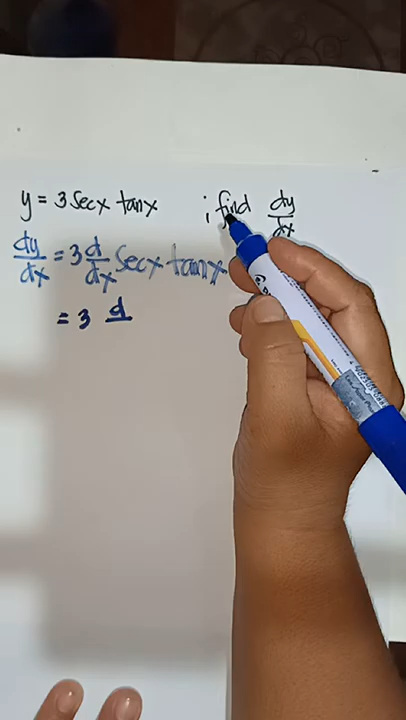 y = 3 Secx tanx ; find dy/dx
dy/dx = 3 d/dx Secx tanx
= 3 d